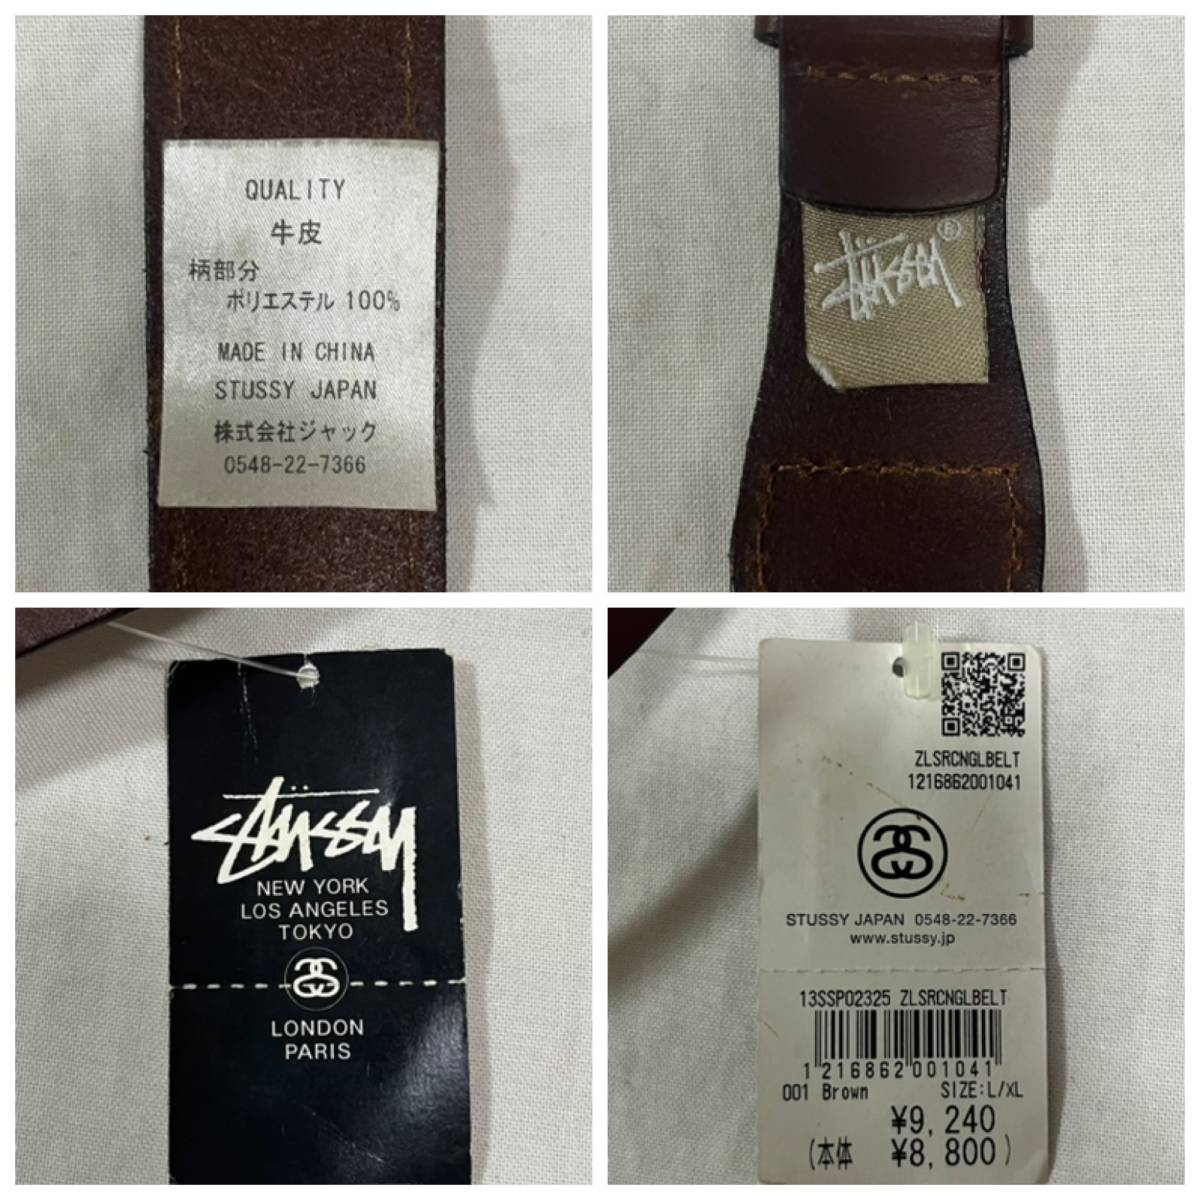 QUALITY
牛皮
柄部分
ポリエステル 100%
MADE IN CHINA
STUSSY JAPAN
株式会社ジャック
0548-22-7366
Stüssy ®
Stüssy
NEW YORK
LOS ANGELES
TOKYO
LONDON
PARIS
ZLSRCNGLBELT
1216862001041
STUSSY JAPAN 0548-22-7366
www.stussy.jp
13SSP02325 ZLSRCNGLBELT
1 216862 001041
001 Brown SIZE:L/XL
¥9,240
(本体 ¥8,800)